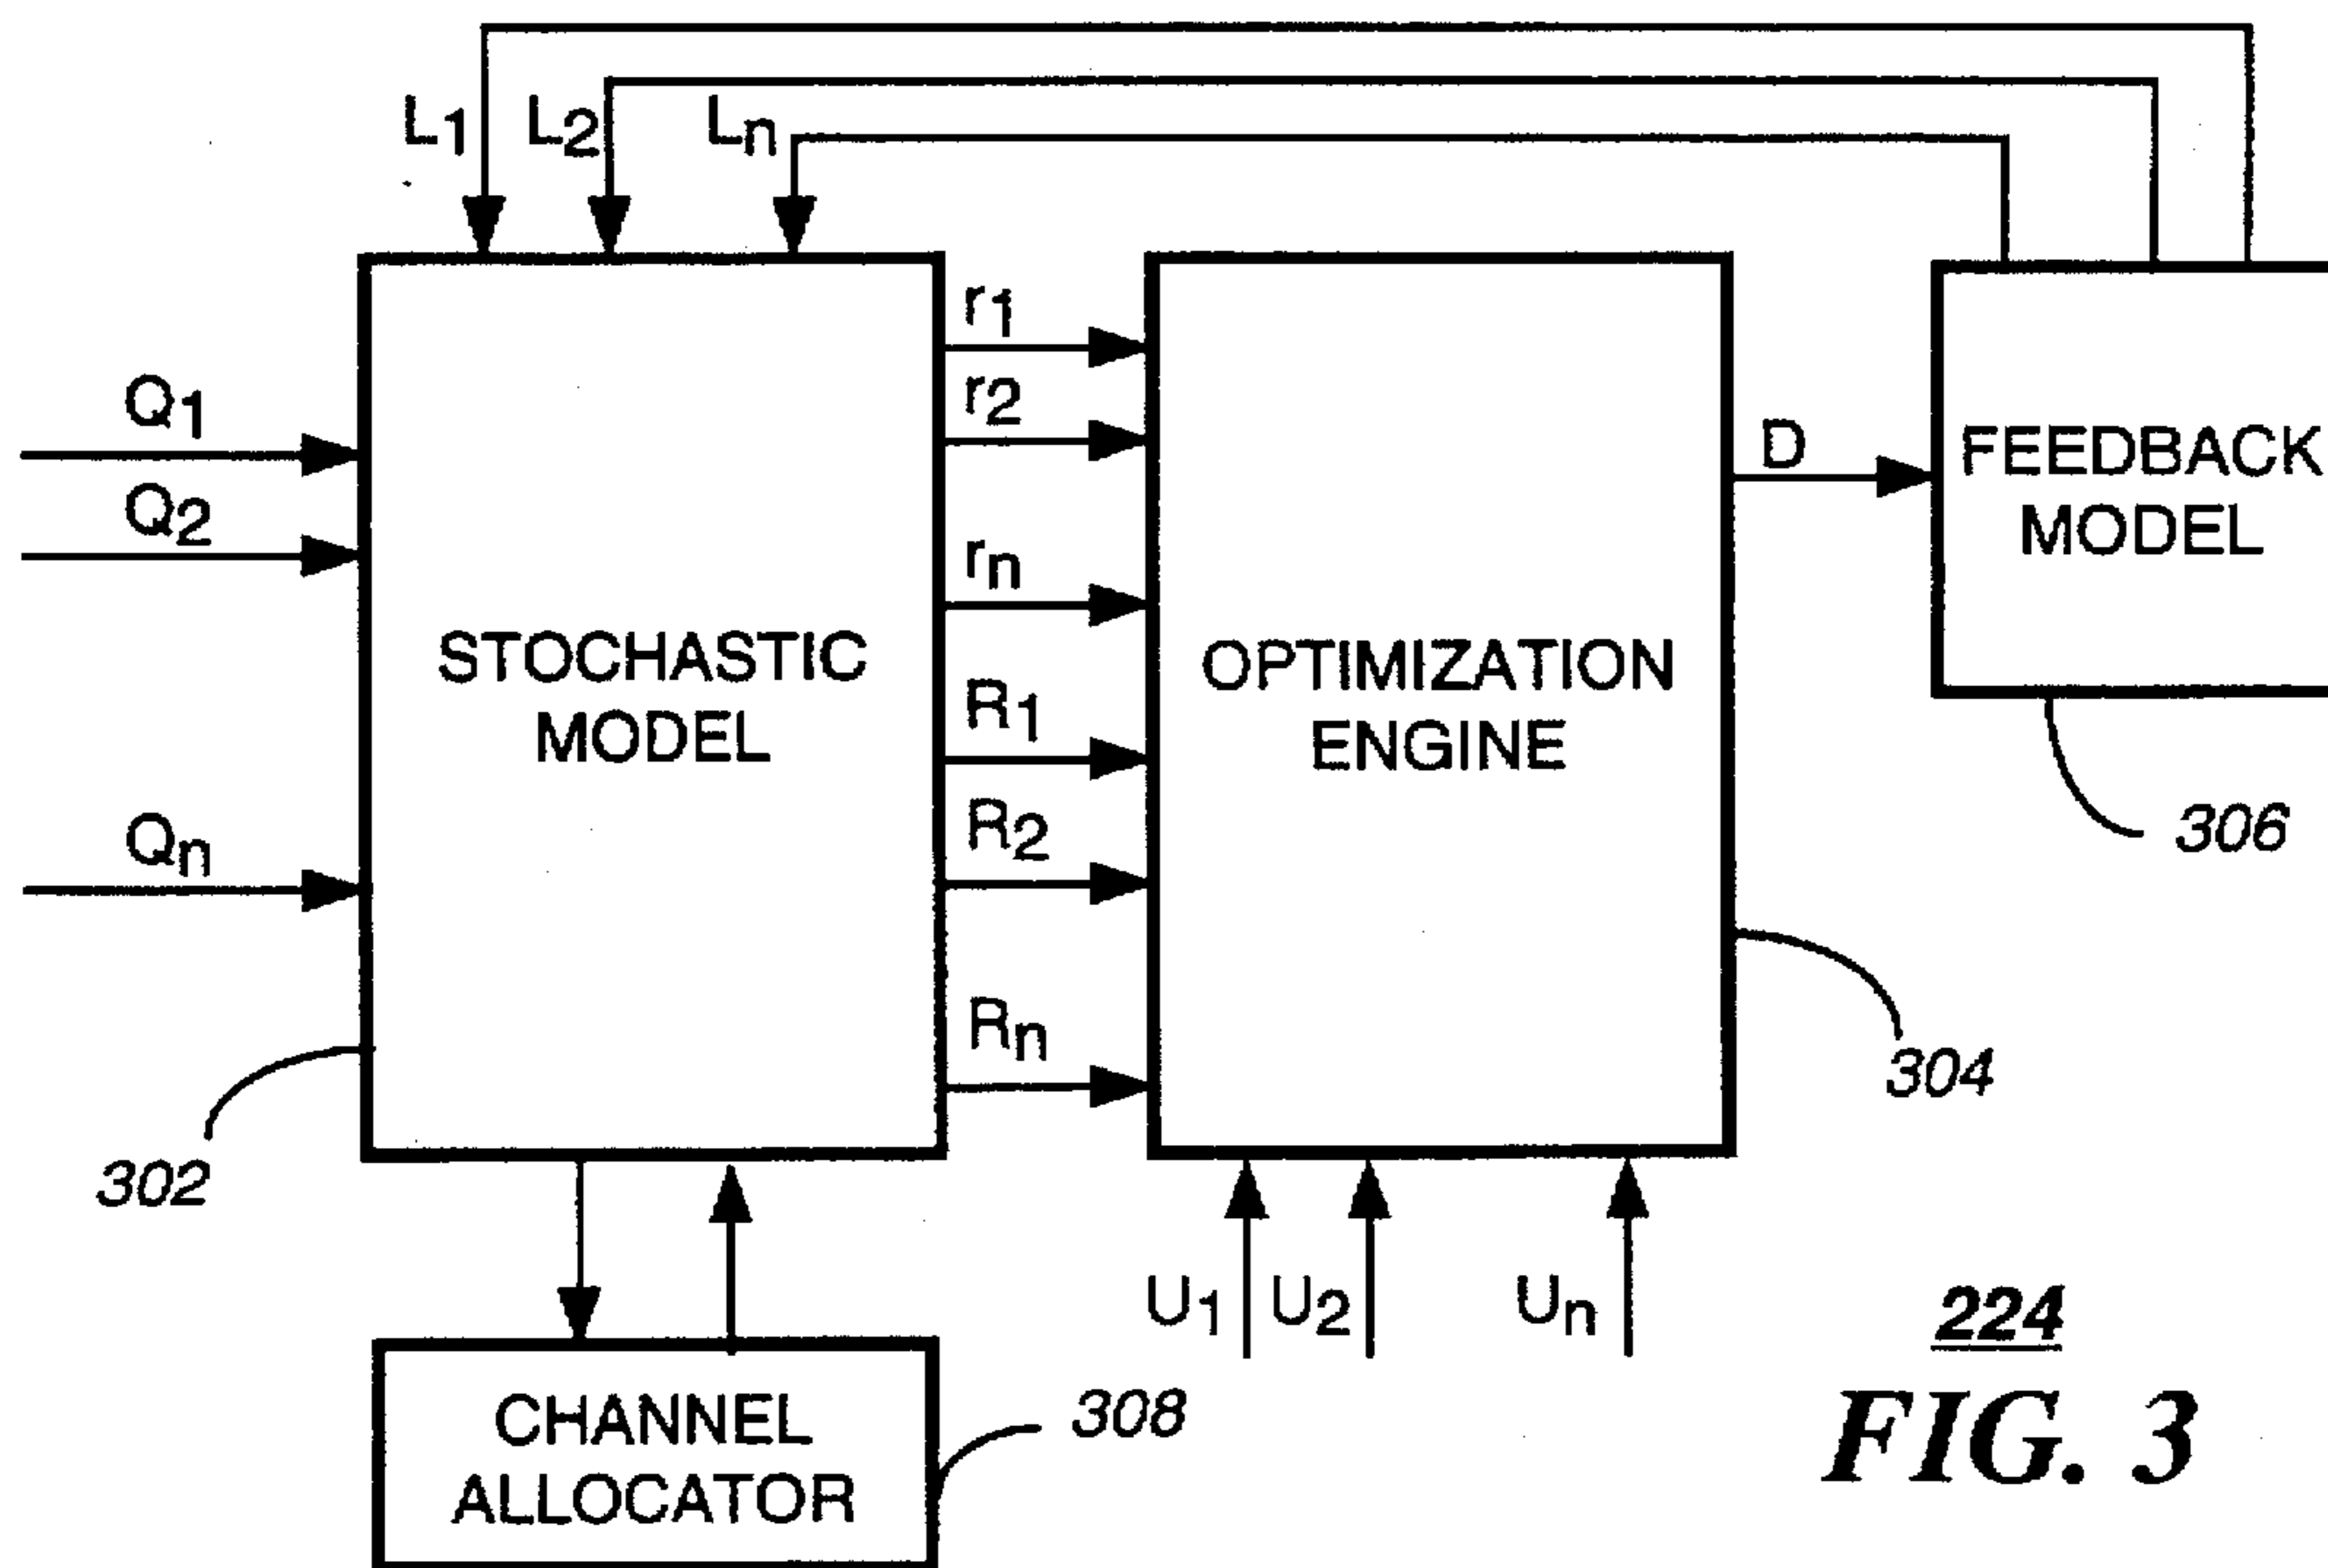 L1 L2 Ln
r1
Q1
r2
D
FEEDBACK
MODEL
Q2
rn
STOCHASTIC
MODEL
OPTIMIZATION
ENGINE
R1
R2
Qn
306
Rn
304
302
U1 U2 Un
224
FIG. 3
CHANNEL
ALLOCATOR
308